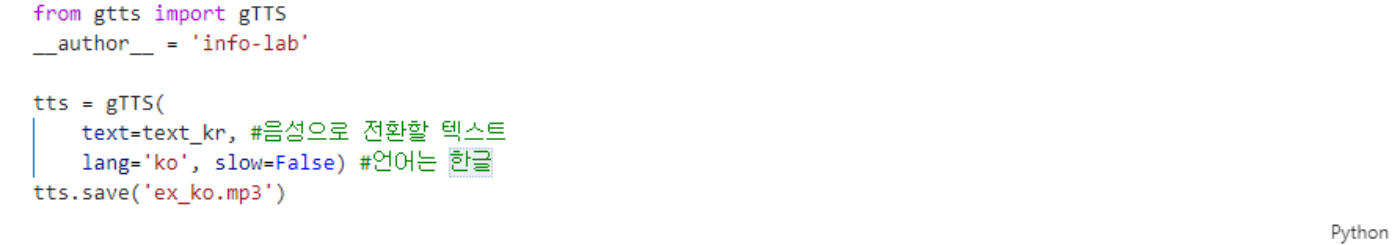 from gtts import gTTS
__author__ = 'info-lab'
tts = gTTS(
text=text_kr, #음성으로 전환할 텍스트
lang='ko', slow=False) #언어는 한글
tts.save('ex_ko.mp3')
Python